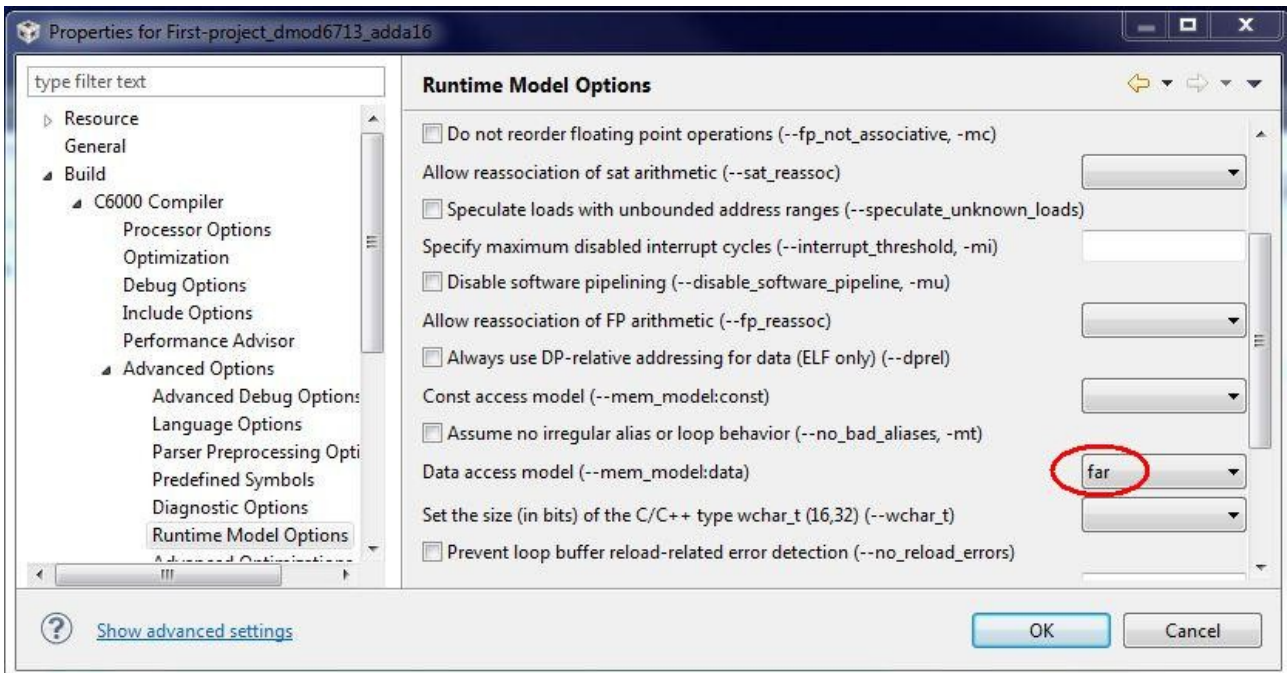 Properties for First-project_dmod6713_adda16
type filter text
Resource
General
Build
C6000 Compiler
Processor Options
Optimization
Debug Options
Include Options
Performance Advisor
Advanced Options
Advanced Debug Options
Language Options
Parser Preprocessing Opti
Predefined Symbols
Diagnostic Options
Runtime Model Options
Advanced Optimizations
Runtime Model Options
Do not reorder floating point operations (--fp_not_associative, -mc)
Allow reassociation of sat arithmetic (--sat_reassoc)
Speculate loads with unbounded address ranges (--speculate_unknown_loads)
Specify maximum disabled interrupt cycles (--interrupt_threshold, -mi)
Disable software pipelining (--disable_software_pipeline, -mu)
Allow reassociation of FP arithmetic (--fp_reassoc)
Always use DP-relative addressing for data (ELF only) (--dprel)
Const access model (--mem_model:const)
Assume no irregular alias or loop behavior (--no_bad_aliases, -mt)
Data access model (--mem_model:data) far
Set the size (in bits) of the C/C++ type wchar_t (16,32) (--wchar_t)
Prevent loop buffer reload-related error detection (--no_reload_errors)
Show advanced settings
OK Cancel